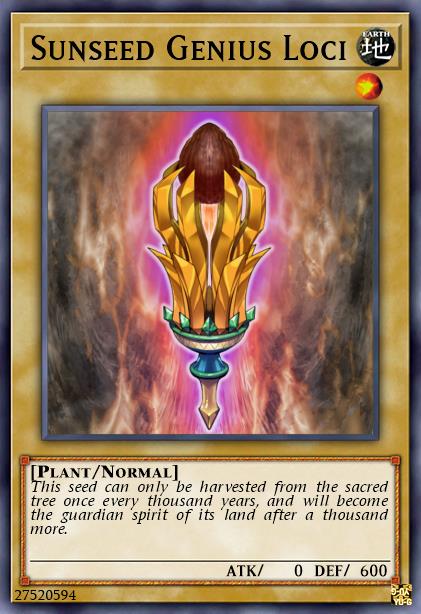 Sunseed Genius Loci
EARTH
地
[Plant/Normal]
This seed can only be harvested from the sacred
tree once every thousand years, and will become
the guardian spirit of its land after a thousand
more.
ATK/ 0 DEF/ 600
27520594